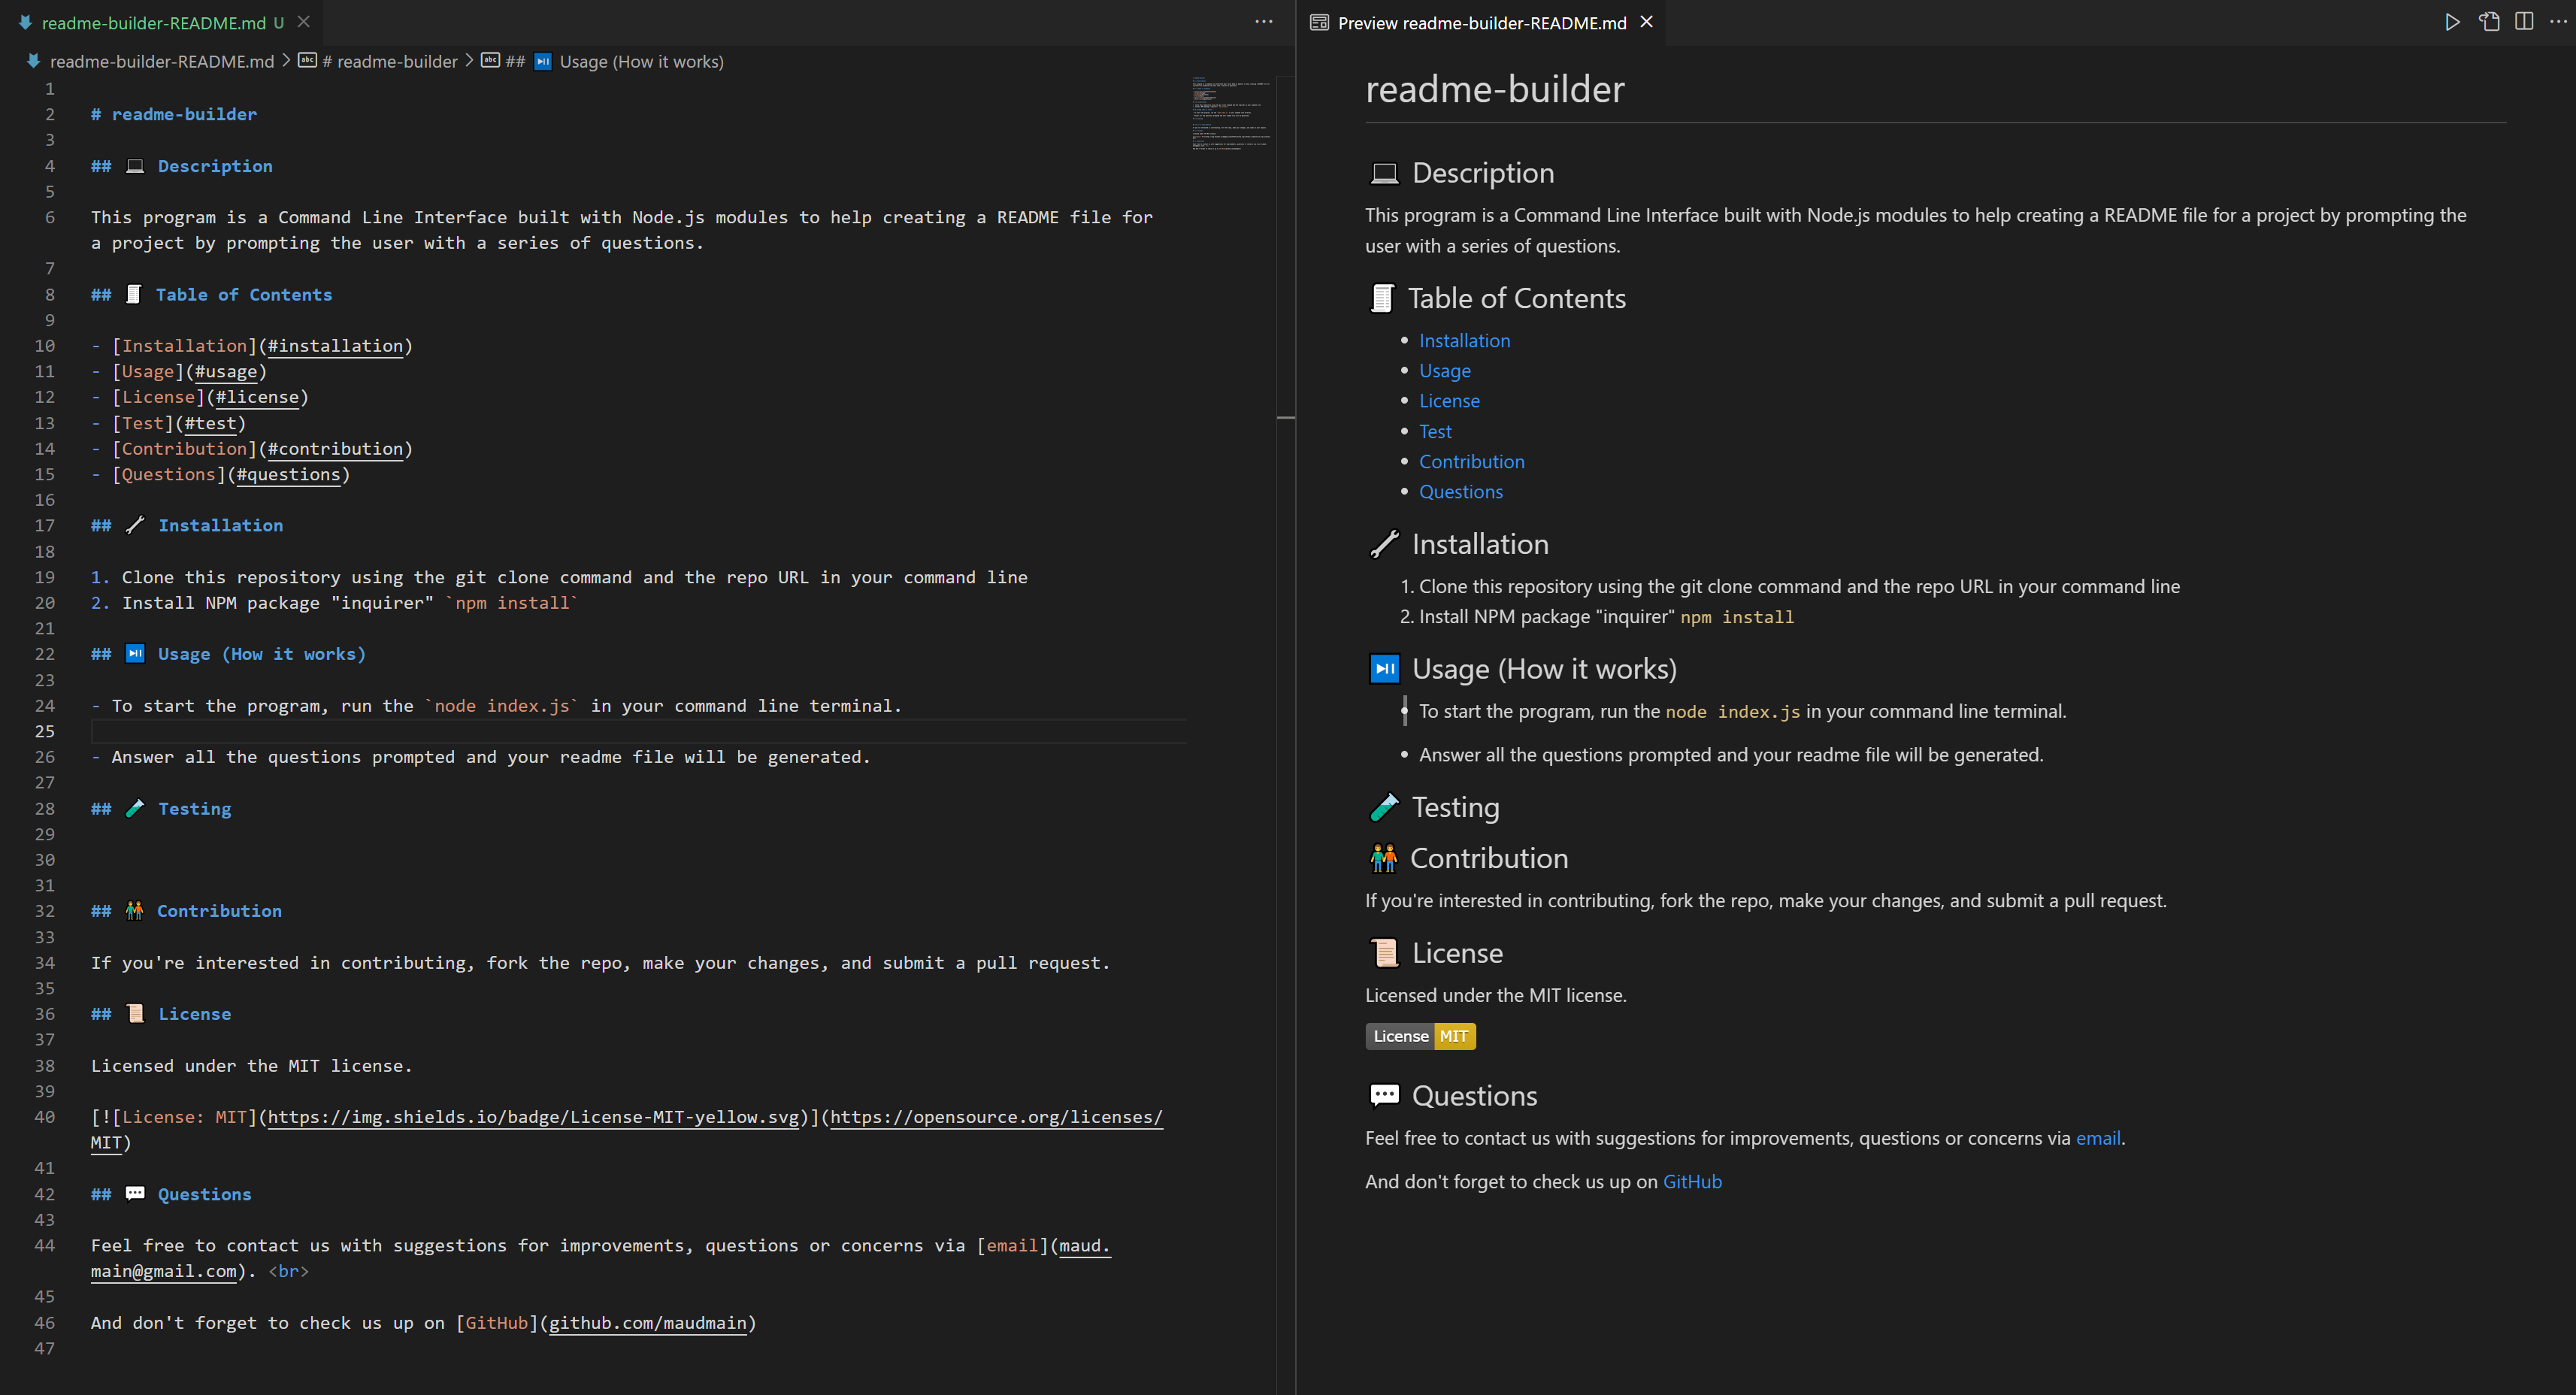 readme-builder-README.md U
readme-builder-README.md > # readme-builder > ## Usage (How it works)
1
2 # readme-builder
3
4 ## 💻 Description
5
6 This program is a Command Line Interface built with Node.js modules to help creating a README file for
a project by prompting the user with a series of questions.
7
8 ## 🧾 Table of Contents
9
10 - [Installation](#installation)
11 - [Usage](#usage)
12 - [License](#license)
13 - [Test](#test)
14 - [Contribution](#contribution)
15 - [Questions](#questions)
16
17 ## 🔧 Installation
18
19 1. Clone this repository using the git clone command and the repo URL in your command line
20 2. Install NPM package "inquirer" `npm install`
21
22 ## ⏯ Usage (How it works)
23
24 - To start the program, run the `node index.js` in your command line terminal.
25
26 - Answer all the questions prompted and your readme file will be generated.
27
28 ## 🧪 Testing
29
30
31
32 ## 👬 Contribution
33
34 If you're interested in contributing, fork the repo, make your changes, and submit a pull request.
35
36 ## 📜 License
37
38 Licensed under the MIT license.
39
40 [![License: MIT](https://img.shields.io/badge/License-MIT-yellow.svg)](https://opensource.org/licenses/
MIT)
41
42 ## 💬 Questions
43
44 Feel free to contact us with suggestions for improvements, questions or concerns via [email](maud.
main@gmail.com). <br>
45
46 And don't forget to check us up on [GitHub](github.com/maudmain)
47
Preview readme-builder-README.md
readme-builder
Description
This program is a Command Line Interface built with Node.js modules to help creating a README file for a project by prompting the
user with a series of questions.
Table of Contents
• Installation
• Usage
• License
• Test
• Contribution
• Questions
Installation
1. Clone this repository using the git clone command and the repo URL in your command line
2. Install NPM package "inquirer" npm install
Usage (How it works)
• To start the program, run the node index.js in your command line terminal.
• Answer all the questions prompted and your readme file will be generated.
Testing
Contribution
If you're interested in contributing, fork the repo, make your changes, and submit a pull request.
License
Licensed under the MIT license.
License MIT
Questions
Feel free to contact us with suggestions for improvements, questions or concerns via email.
And don't forget to check us up on GitHub